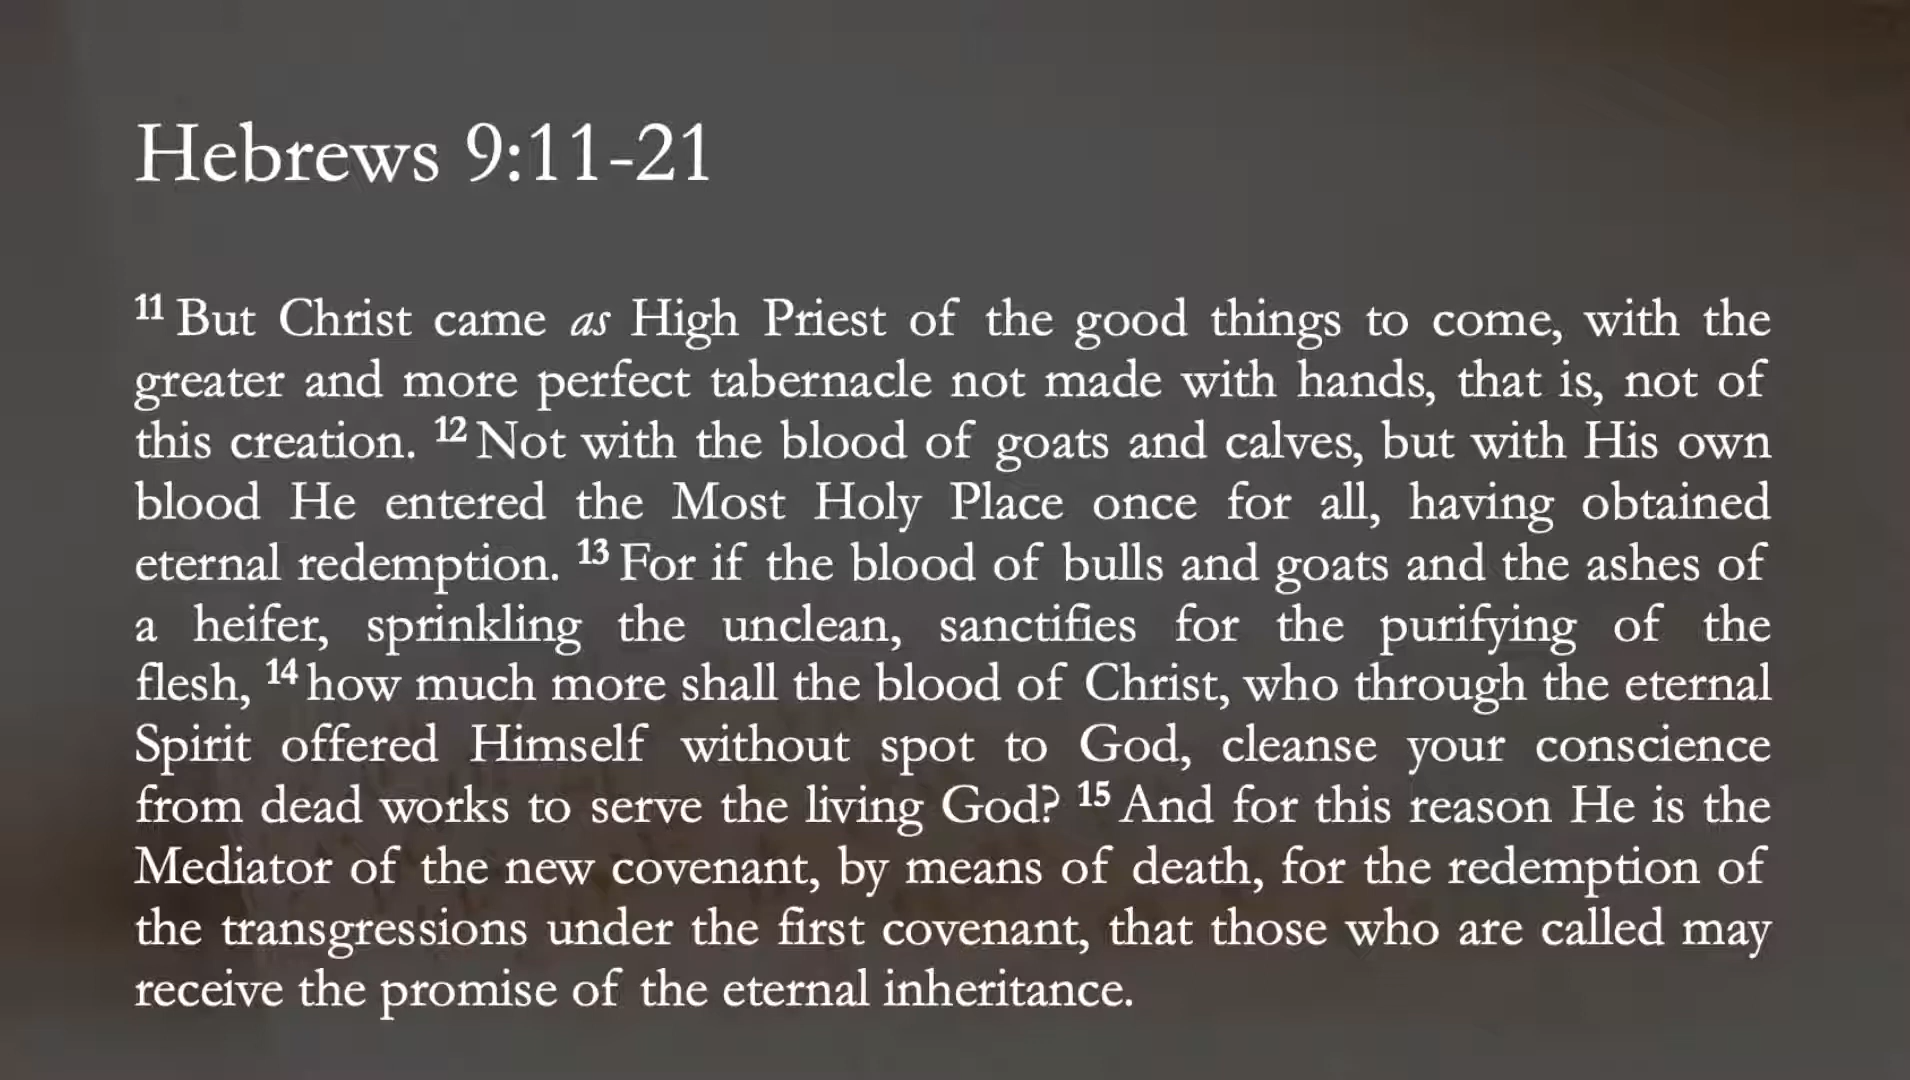 Hebrews 9:11-21
11 But Christ came as High Priest of the good things to come, with the
greater and more perfect tabernacle not made with hands, that is, not of
this creation. 12 Not with the blood of goats and calves, but with His own
blood He entered the Most Holy Place once for all, having obtained
eternal redemption. 13 For if the blood of bulls and goats and the ashes of
a heifer, sprinkling the unclean, sanctifies for the purifying of the
flesh, 14 how much more shall the blood of Christ, who through the eternal
Spirit offered Himself without spot to God, cleanse your conscience
from dead works to serve the living God? 15 And for this reason He is the
Mediator of the new covenant, by means of death, for the redemption of
the transgressions under the first covenant, that those who are called may
receive the promise of the eternal inheritance.